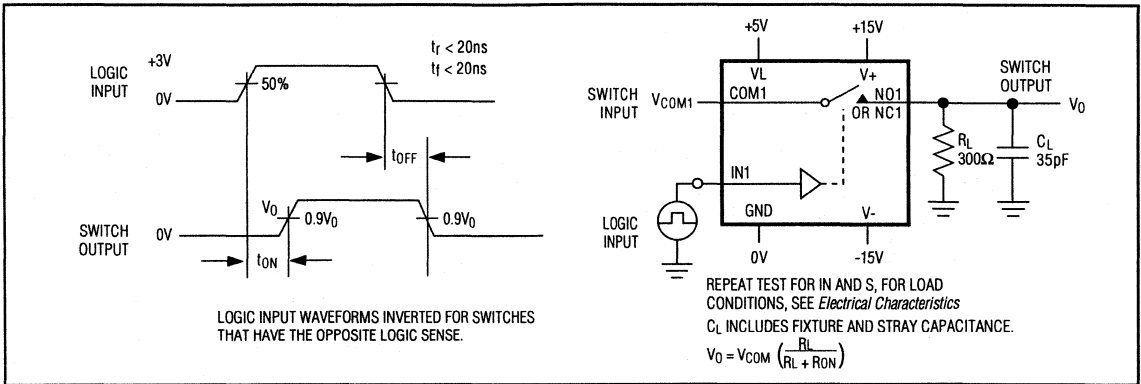 LOGIC
INPUT
+3V
0V
50%
tr < 20ns
tf < 20ns
tOFF
SWITCH
OUTPUT
VO
0V
0.9V0
0.9V0
tON
LOGIC INPUT WAVEFORMS INVERTED FOR SWITCHES
THAT HAVE THE OPPOSITE LOGIC SENSE.
+5V
+15V
VL
V+
SWITCH
INPUT
VCOM1
COM1
NO1
OR NC1
SWITCH
OUTPUT
VO
RL
300Ω
CL
35pF
IN1
LOGIC
INPUT
GND
V-
0V
-15V
REPEAT TEST FOR IN AND S, FOR LOAD
CONDITIONS, SEE Electrical Characteristics
CL INCLUDES FIXTURE AND STRAY CAPACITANCE.
VO = VCOM (RL / RL + RON)